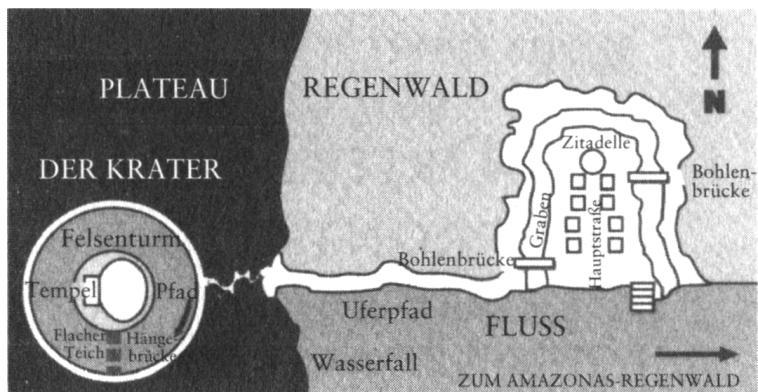 PLATEAU
REGENWALD
N
DER KRATER
Zitadelle
Bohlen-
brücke
Graben
Hauptstraße
Felsenturm
Bohlenbrücke
Tempel
Pfad
Uferpfad
Flacher
Teich
Hänge-
brücke
FLUSS
Wasserfall
ZUM AMAZONAS-REGENWALD